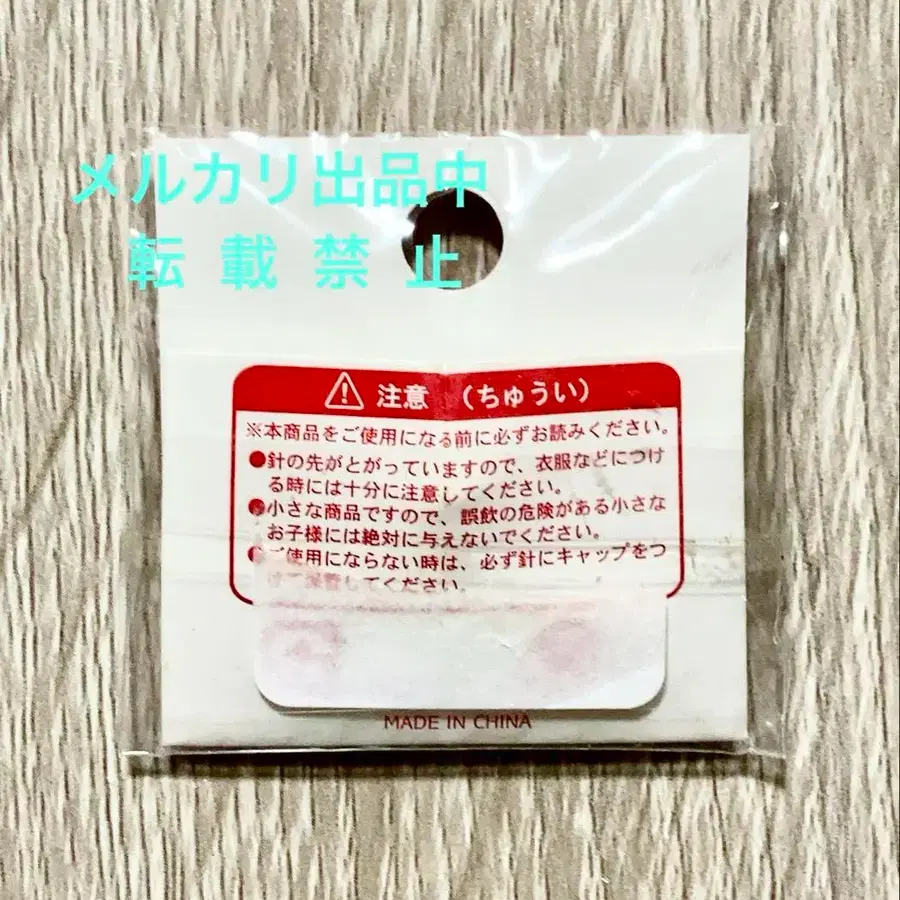 メルカリ出品中
転載禁止
注意 (ちゅうい)
※本商品をご使用になる前に必ずお読みください。
●針の先がとがっていますので、衣服などにつけ
る時には十分に注意してください。
●小さな商品ですので、誤飲の危険がある小さな
お子様には絶対に与えないでください。
●ご使用にならない時は、必ず針にキャップをつ
けて保管してください。
MADE IN CHINA